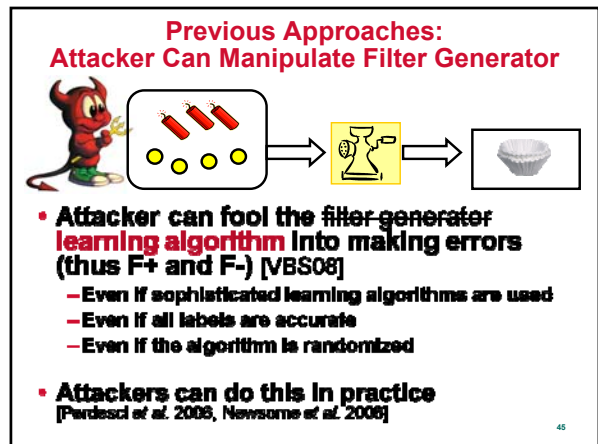 Previous Approaches:
Attacker Can Manipulate Filter Generator
• Attacker can fool the filter generator
learning algorithm into making errors
(thus F+ and F-) [VBS08]
– Even if sophisticated learning algorithms are used
– Even if all labels are accurate
– Even if the algorithm is randomized
• Attackers can do this in practice
[Perdesci et al. 2006, Newsome et al. 2006]
45